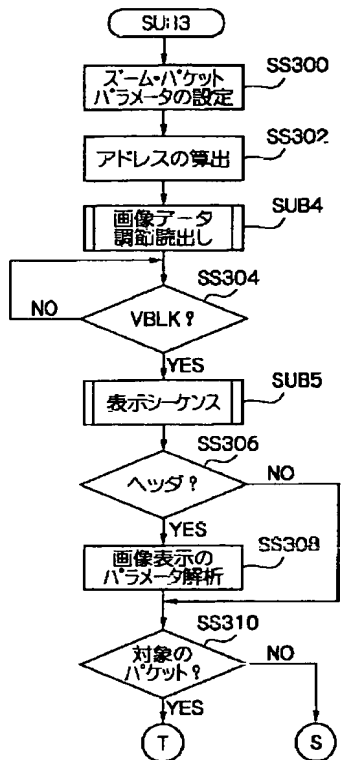 SUB3
SS300
ズーム・パケット
パラメータの設定
SS302
アドレスの算出
SUB4
画像データ
調節読出し
SS304
VBLK?
NO
YES
SUB5
表示シーケンス
SS306
ヘッダ?
NO
YES
SS308
画像表示の
パラメータ解析
SS310
対象の
パケット?
NO
YES
T
S